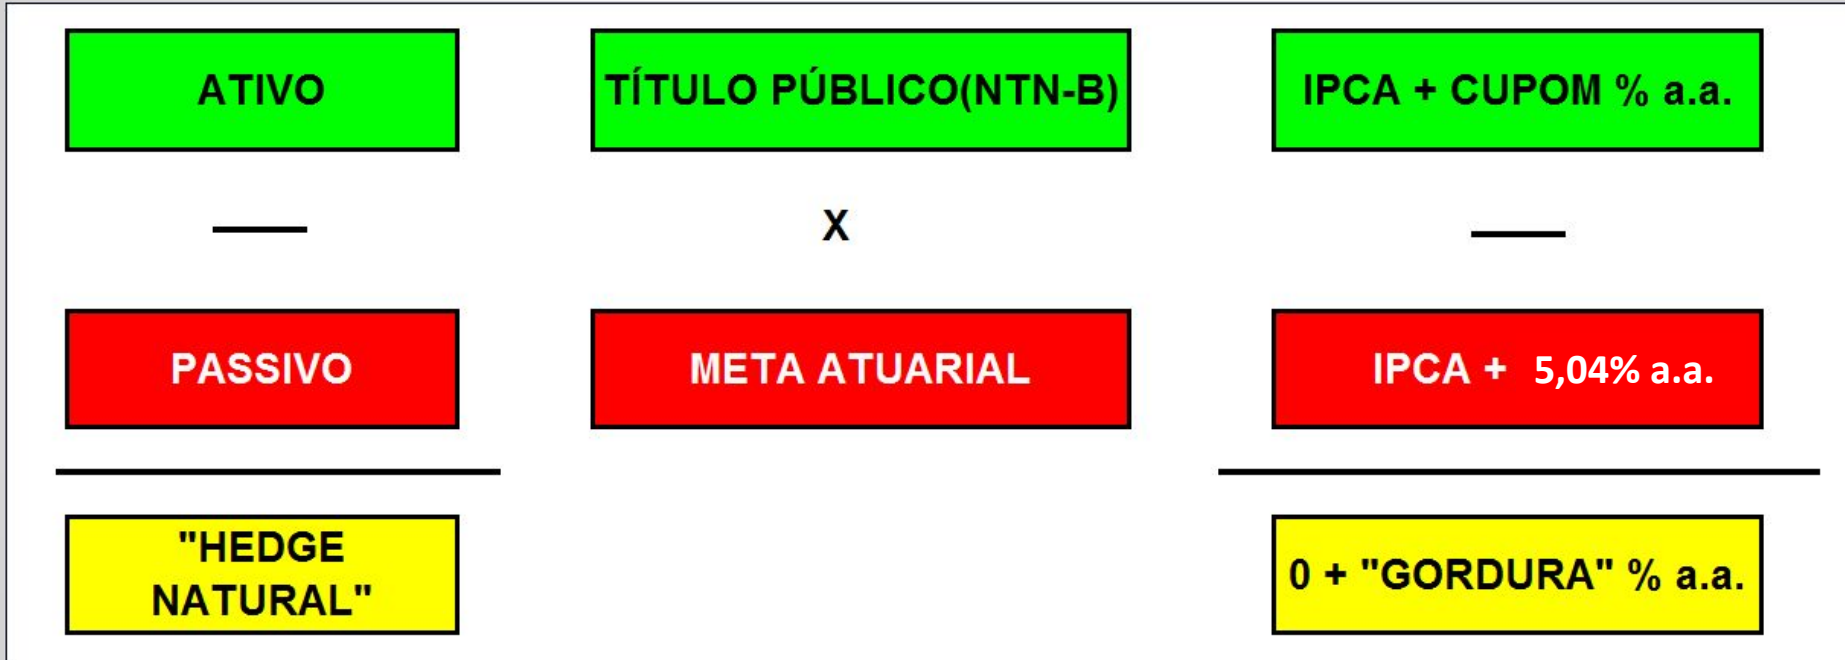 ATIVO
TÍTULO PÚBLICO(NTN-B)
IPCA + CUPOM % a.a.
X
PASSIVO
META ATUARIAL
IPCA + 5,04% a.a.
"HEDGE
NATURAL"
0 + "GORDURA" % a.a.